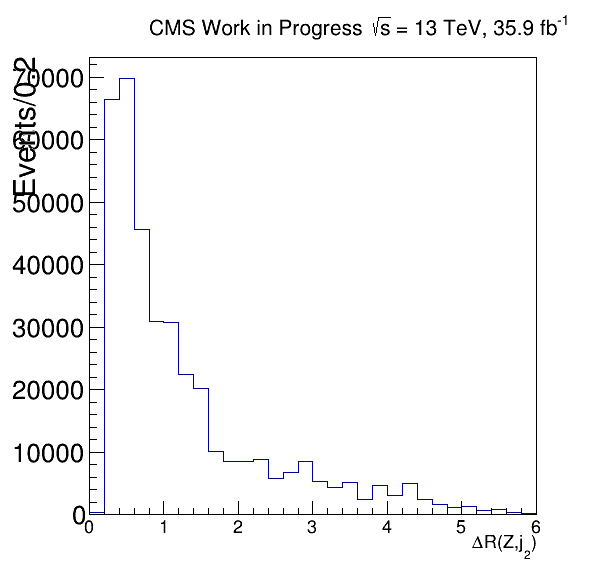 CMS Work in Progress √s = 13 TeV, 35.9 fb⁻¹
Events/0.2
70000
60000
50000
40000
30000
20000
10000
0
0 1 2 3 4 5 6
ΔR(Z,j₂)